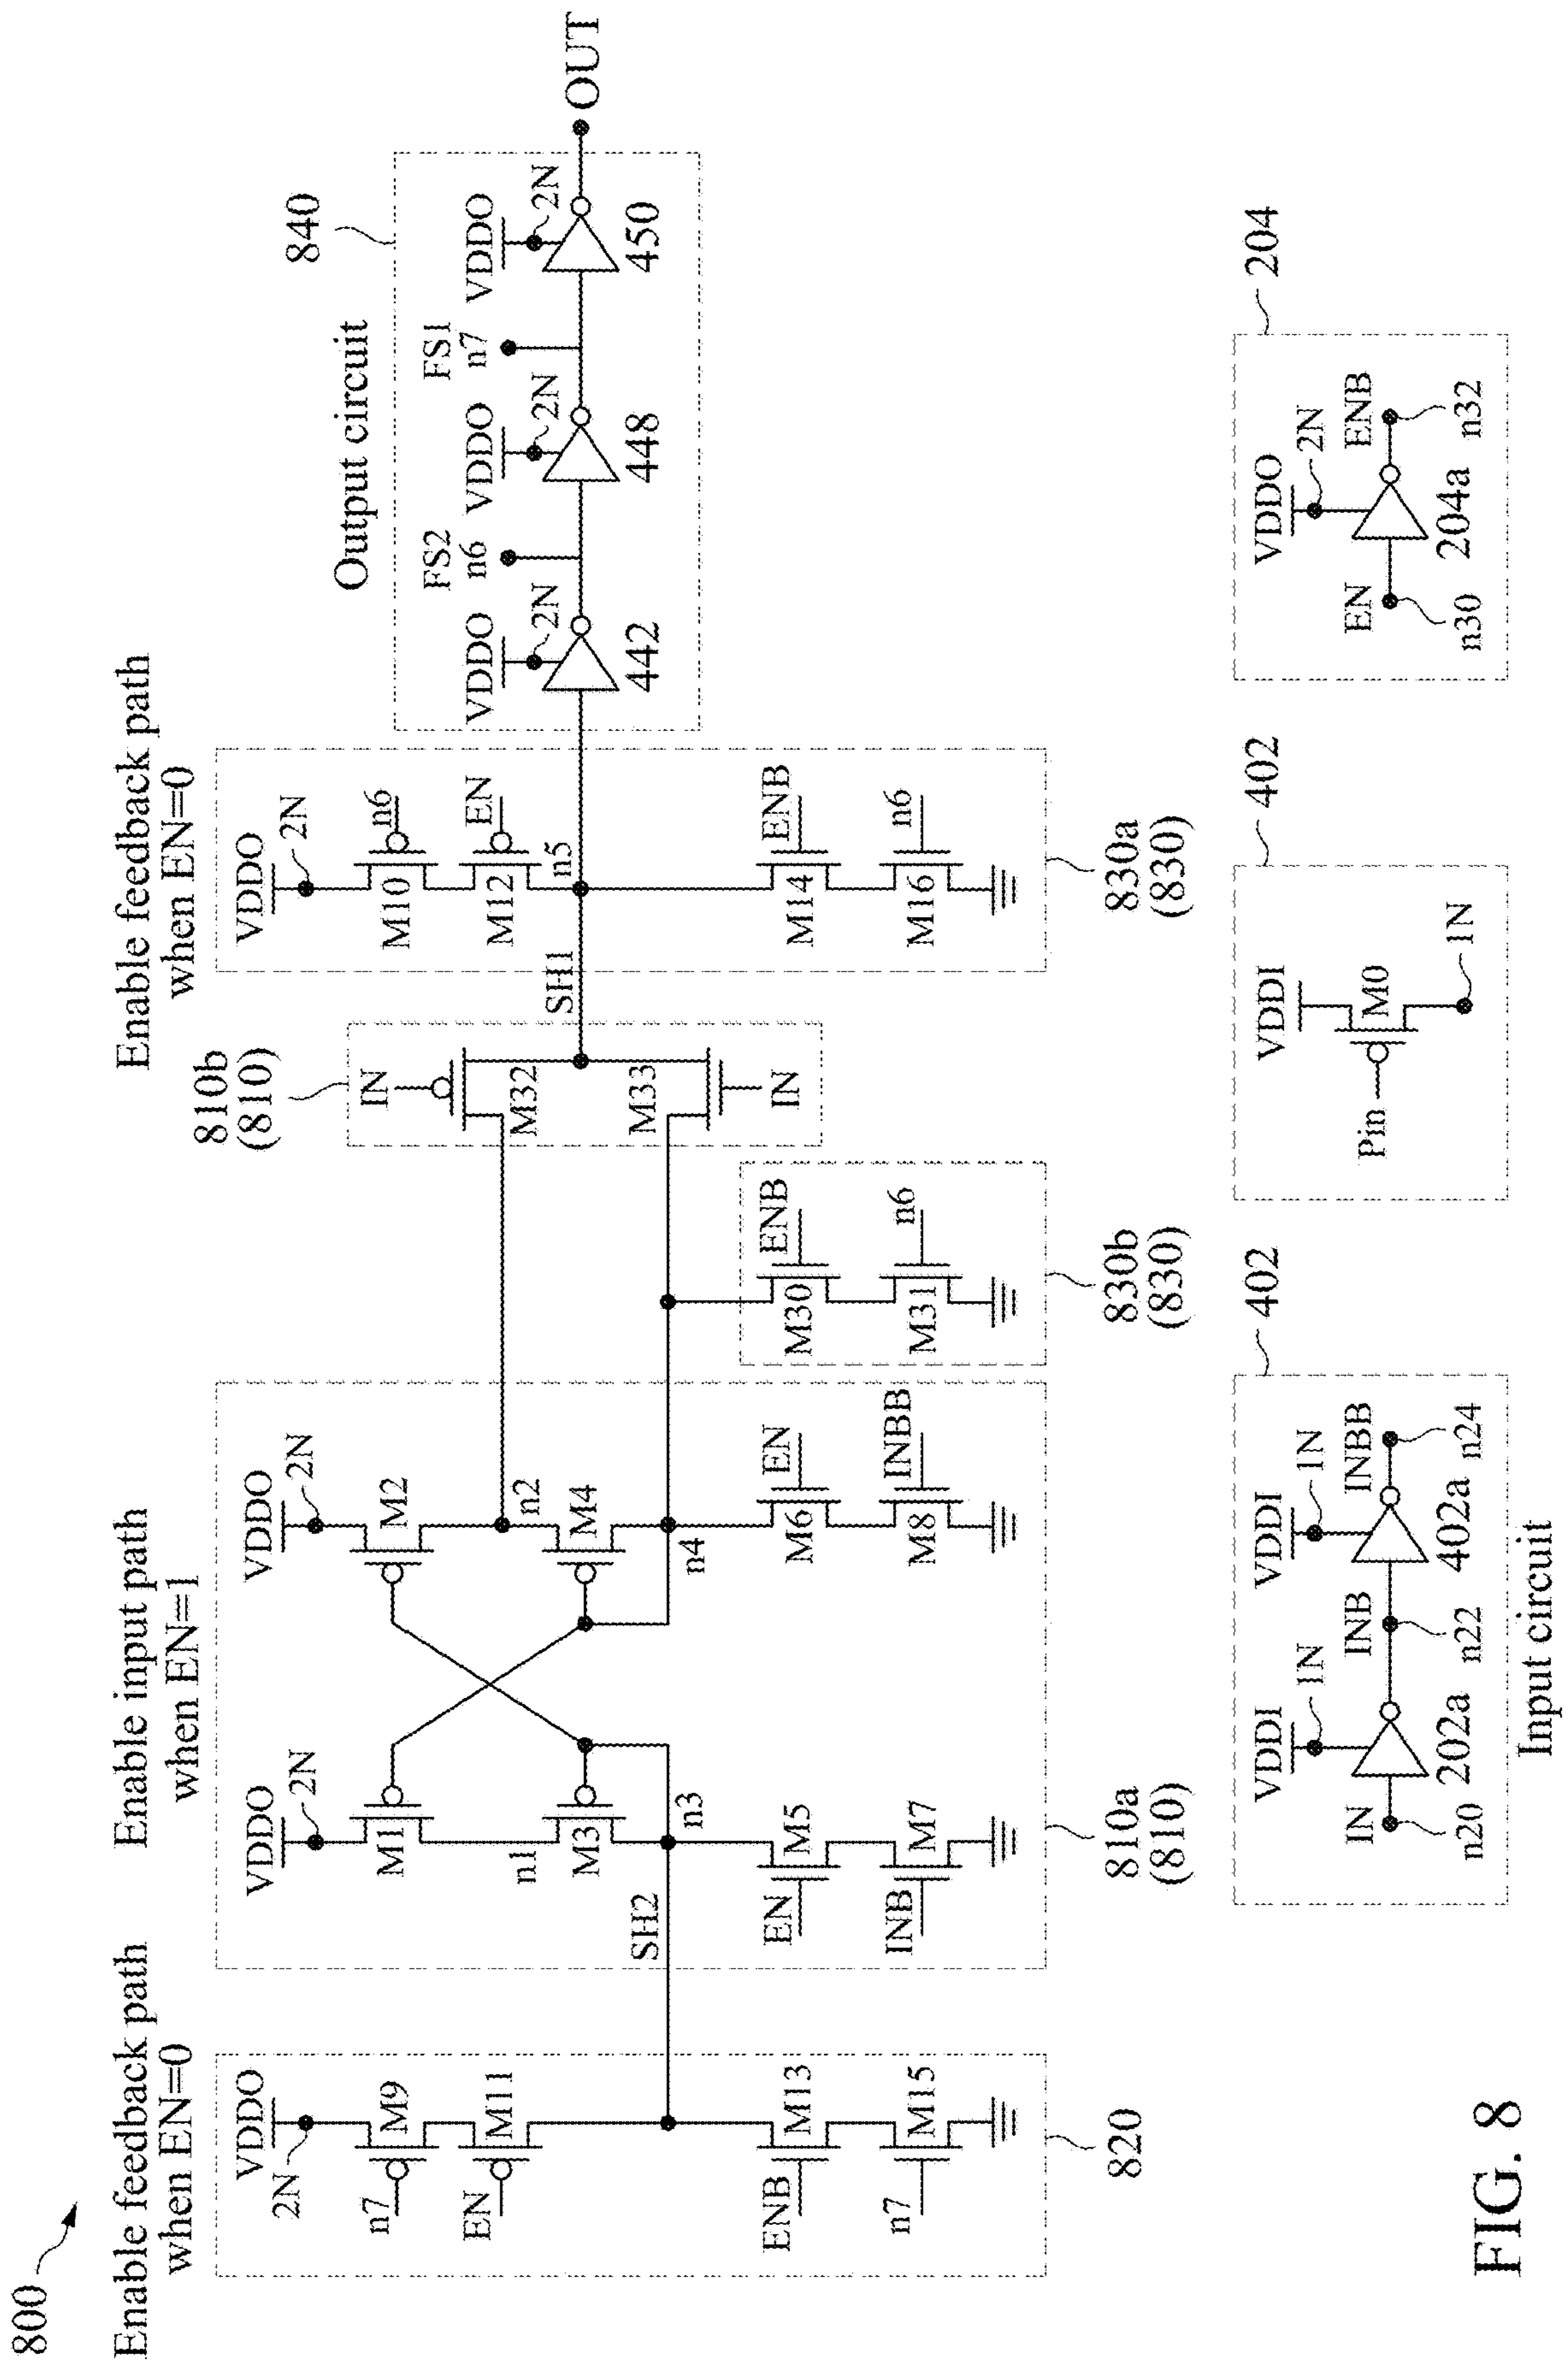 800
Enable feedback path
when EN=0
VDDO
2N
n7
M9
EN
M11
ENB
M13
n7
M15
820
SH2
Enable input path
when EN=1
VDDO
2N
M1
n1
M3
n3
EN
M5
INB
M7
VDDO
2N
M2
n2
M4
n4
EN
M6
INBB
M8
810a
(810)
ENB
M30
n6
M31
830b
(830)
810b
(810)
IN
M32
M33
IN
SH1
Enable feedback path
when EN=0
VDDO
2N
n6
M10
EN
M12
n5
ENB
M14
n6
M16
830a
(830)
Output circuit
840
VDDO
2N
442
FS2
n6
VDDO
2N
448
FS1
n7
VDDO
2N
450
OUT
402
VDDI
1N
IN
n20
202a
INB
n22
VDDI
1N
402a
INBB
n24
Input circuit
402
VDDI
Pin
M0
1N
204
VDDO
2N
EN
n30
204a
ENB
n32
FIG. 8